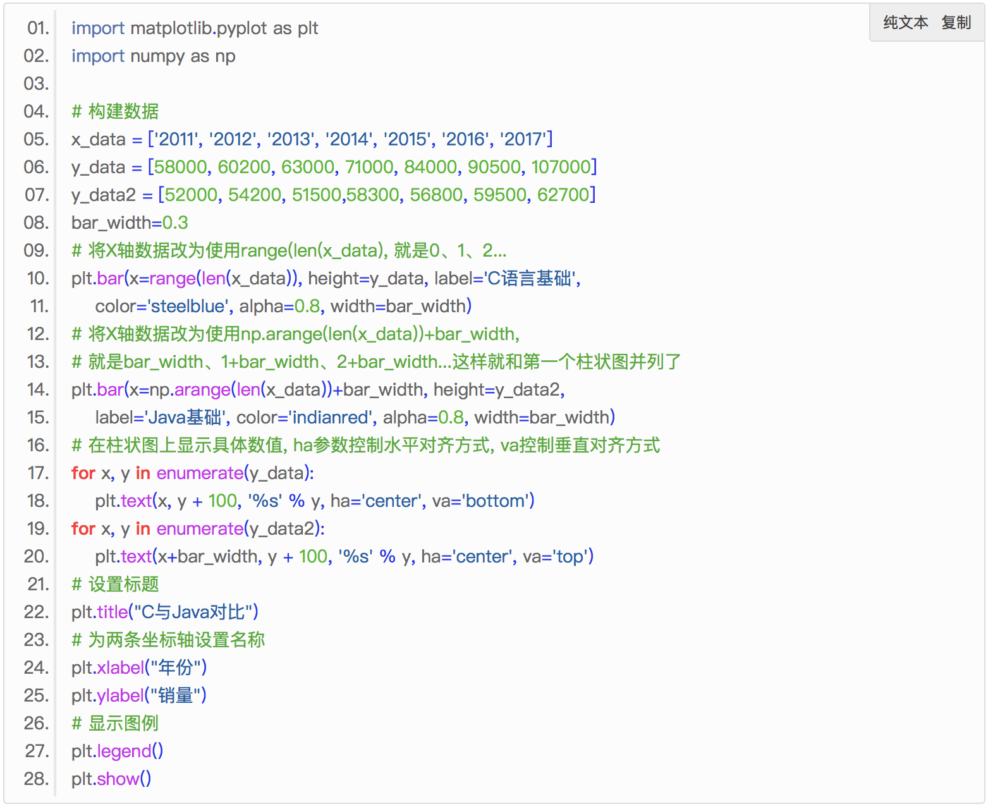 纯文本 复制
01. import matplotlib.pyplot as plt
02. import numpy as np
03.
04. # 构建数据
05. x_data = ['2011', '2012', '2013', '2014', '2015', '2016', '2017']
06. y_data = [58000, 60200, 63000, 71000, 84000, 90500, 107000]
07. y_data2 = [52000, 54200, 51500,58300, 56800, 59500, 62700]
08. bar_width=0.3
09. # 将X轴数据改为使用range(len(x_data), 就是0、1、2...
10. plt.bar(x=range(len(x_data)), height=y_data, label='C语言基础',
11.     color='steelblue', alpha=0.8, width=bar_width)
12. # 将X轴数据改为使用np.arange(len(x_data))+bar_width,
13. # 就是bar_width、1+bar_width、2+bar_width...这样就和第一个柱状图并列了
14. plt.bar(x=np.arange(len(x_data))+bar_width, height=y_data2,
15.     label='Java基础', color='indianred', alpha=0.8, width=bar_width)
16. # 在柱状图上显示具体数值, ha参数控制水平对齐方式, va控制垂直对齐方式
17. for x, y in enumerate(y_data):
18.     plt.text(x, y + 100, '%s' % y, ha='center', va='bottom')
19. for x, y in enumerate(y_data2):
20.     plt.text(x+bar_width, y + 100, '%s' % y, ha='center', va='top')
21. # 设置标题
22. plt.title("C与Java对比")
23. # 为两条坐标轴设置名称
24. plt.xlabel("年份")
25. plt.ylabel("销量")
26. # 显示图例
27. plt.legend()
28. plt.show()